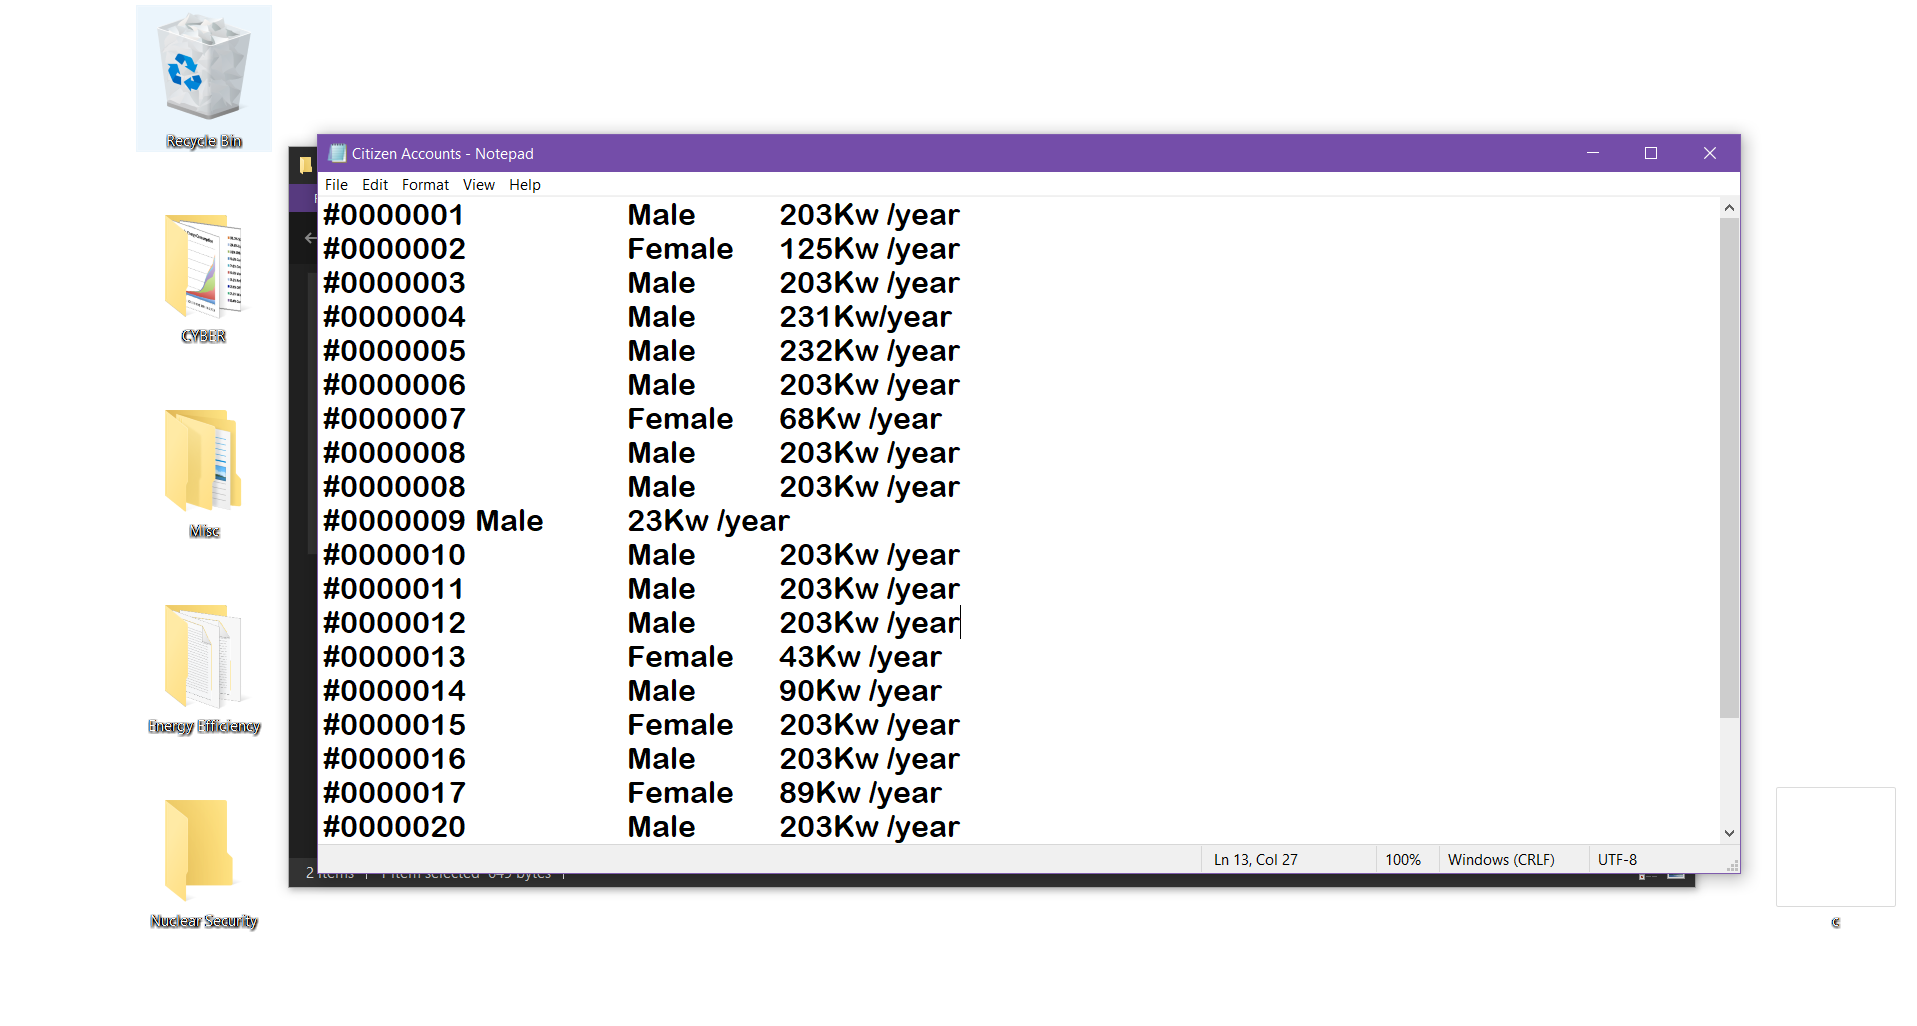 Recycle Bin
CYBER
Misc
Energy Efficiency
Nuclear Security
Citizen Accounts - Notepad
File Edit Format View Help
#0000001 Male 203Kw /year
#0000002 Female 125Kw /year
#0000003 Male 203Kw /year
#0000004 Male 231Kw/year
#0000005 Male 232Kw /year
#0000006 Male 203Kw /year
#0000007 Female 68Kw /year
#0000008 Male 203Kw /year
#0000008 Male 203Kw /year
#0000009 Male 23Kw /year
#0000010 Male 203Kw /year
#0000011 Male 203Kw /year
#0000012 Male 203Kw /year
#0000013 Female 43Kw /year
#0000014 Male 90Kw /year
#0000015 Female 203Kw /year
#0000016 Male 203Kw /year
#0000017 Female 89Kw /year
#0000020 Male 203Kw /year
Ln 13, Col 27 100% Windows (CRLF) UTF-8
2 items 1 item selected 649 bytes
c